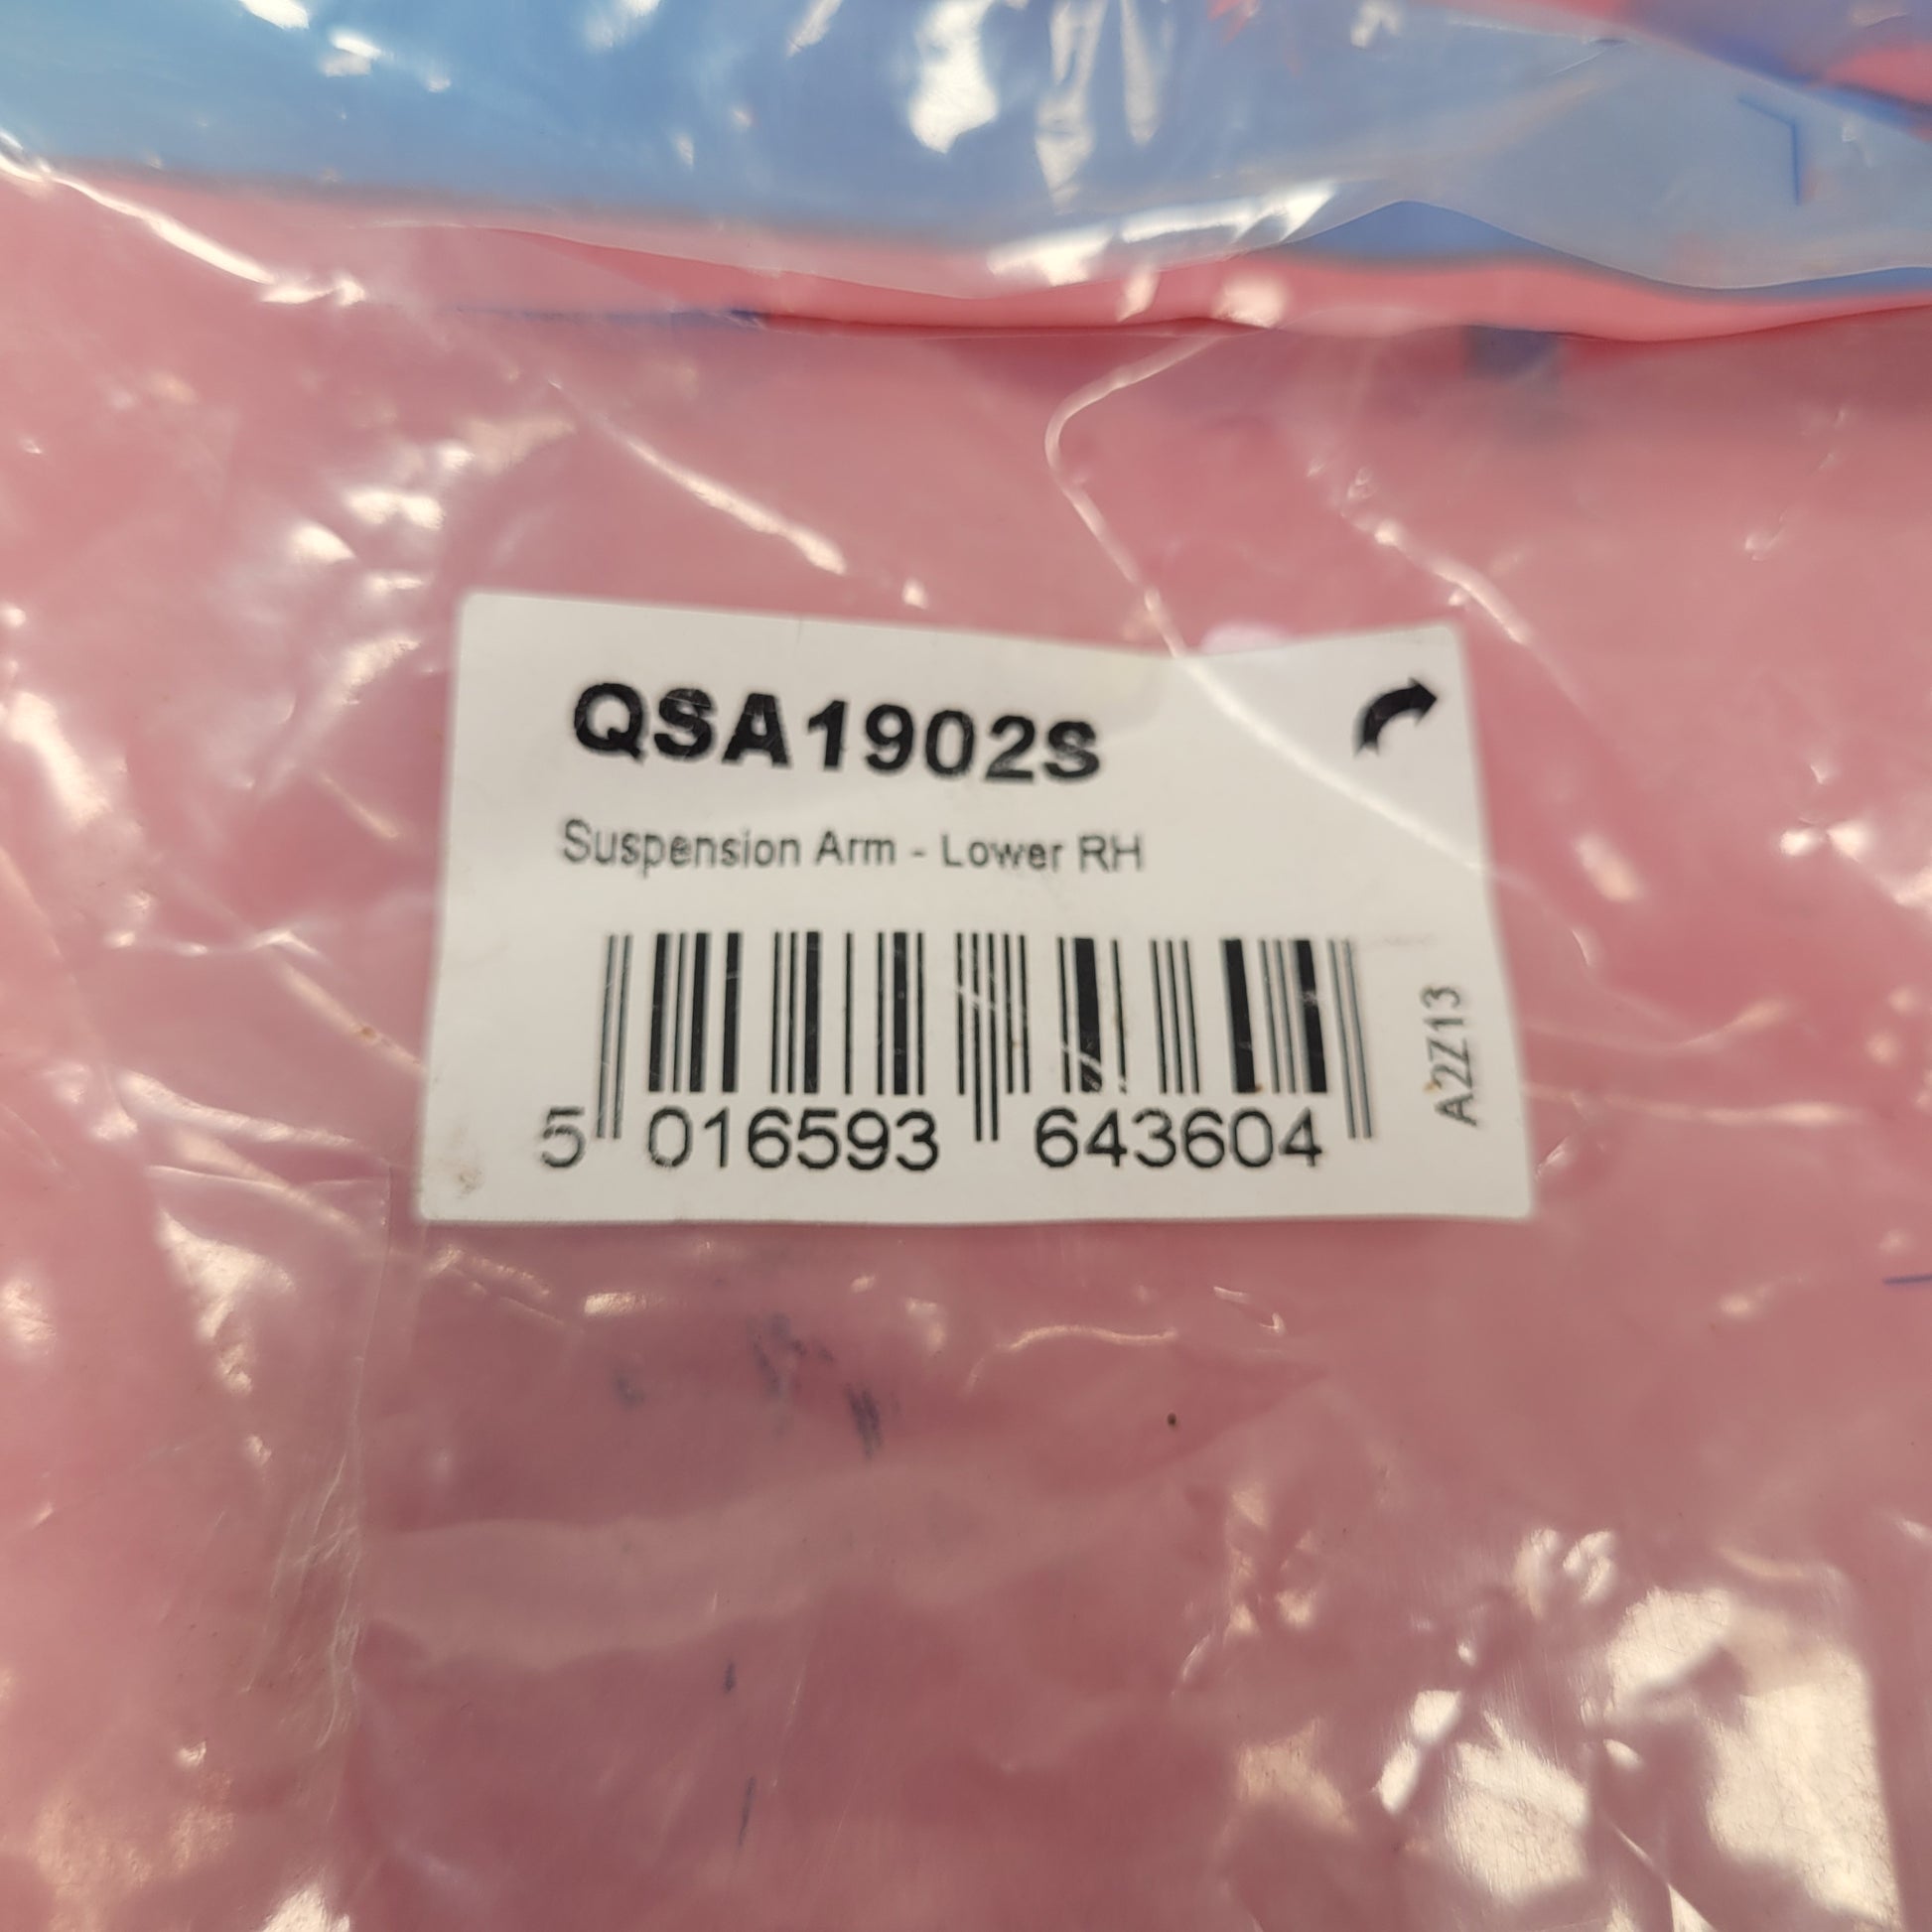 QSA1902S
Suspension Arm - Lower RH
5 016593 643604
A2Z13